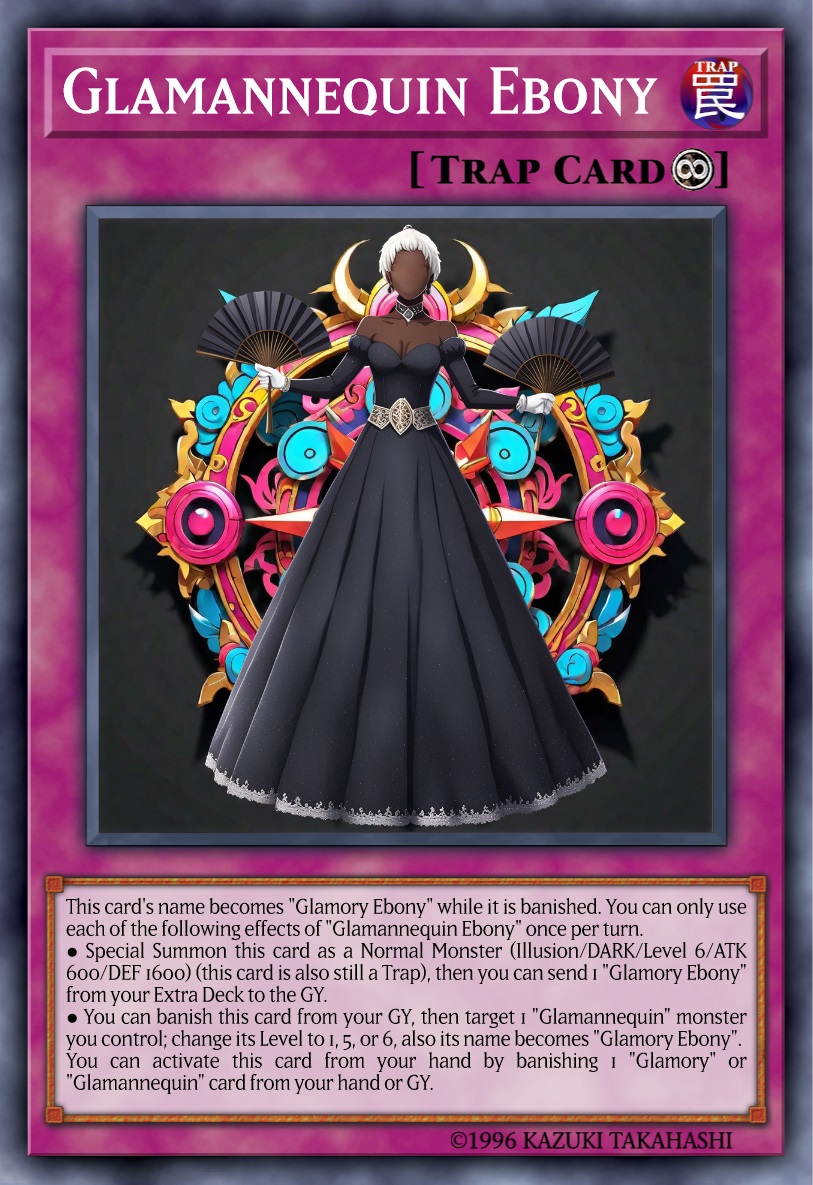 Glamannequin Ebony
TRAP
罠
[Trap Card]
This card's name becomes "Glamory Ebony" while it is banished. You can only use
each of the following effects of "Glamannequin Ebony" once per turn.
● Special Summon this card as a Normal Monster (Illusion/DARK/Level 6/ATK
600/DEF 1600) (this card is also still a Trap), then you can send 1 "Glamory Ebony"
from your Extra Deck to the GY.
● You can banish this card from your GY, then target 1 "Glamannequin" monster
you control; change its Level to 1, 5, or 6, also its name becomes "Glamory Ebony".
You can activate this card from your hand by banishing 1 "Glamory" or
"Glamannequin" card from your hand or GY.
©1996 KAZUKI TAKAHASHI